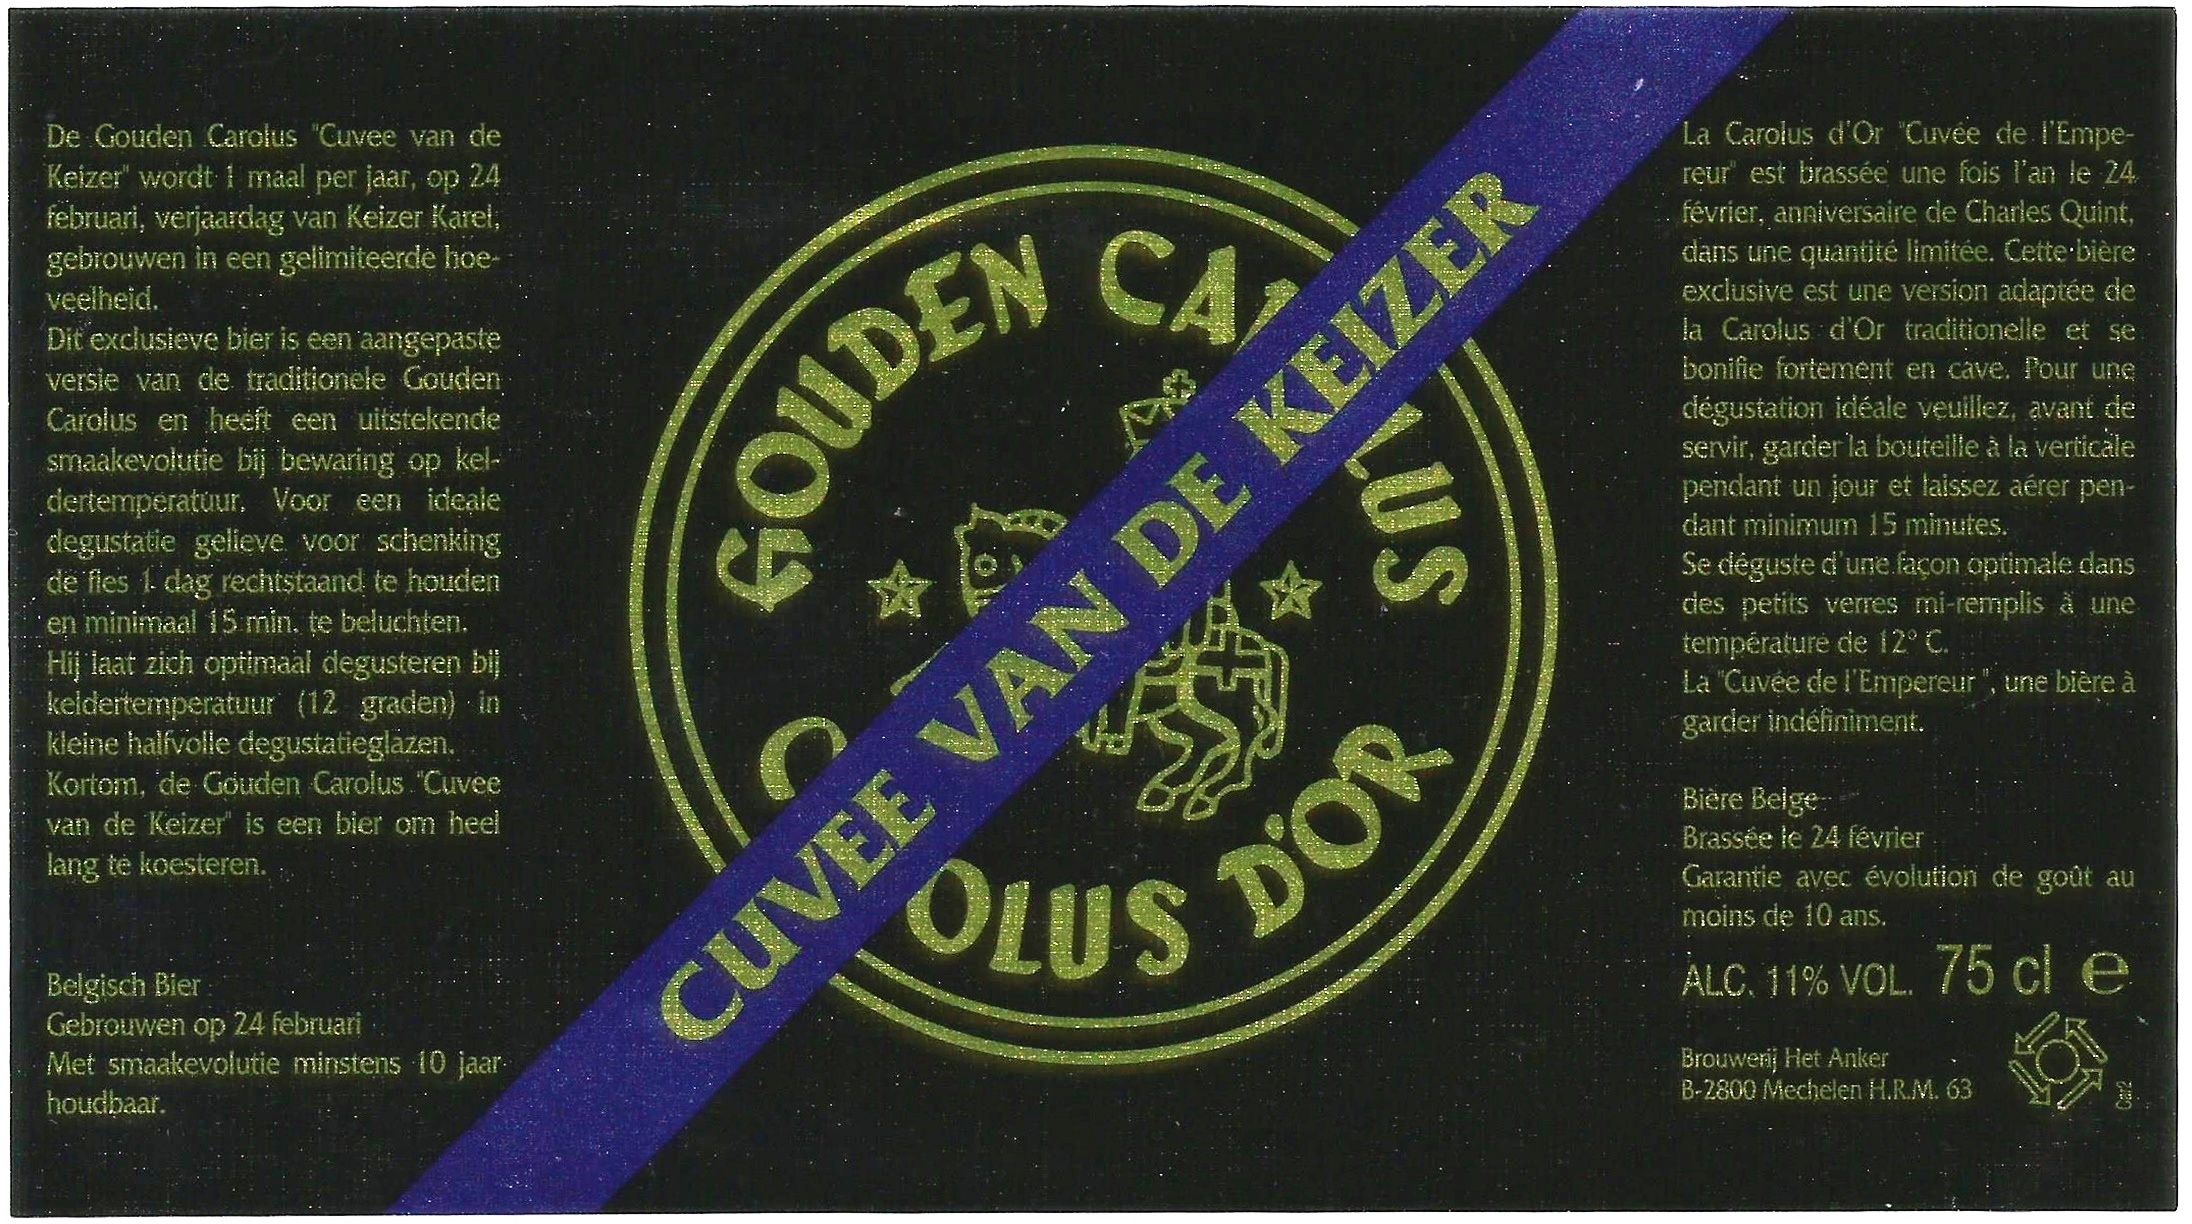 De Gouden Carolus "Cuvee van de
Keizer" wordt 1 maal per jaar, op 24
februari, verjaardag van Keizer Karel,
gebrouwen in een gelimiteerde hoe-
veelheid.
Dit exclusieve bier is een aangepaste
versie van de traditionele Gouden
Carolus en heeft een uitstekende
smaakevolutie bij bewaring op kel-
dertemperatuur. Voor een ideale
degustatie gelieve voor schenking
de fles 1 dag rechtstaand te houden
en minimaal 15 min. te beluchten.
Hij laat zich optimaal degusteren bij
keldertemperatuur (12 graden) in
kleine halfvolle degustatieglazen.
Kortom, de Gouden Carolus "Cuvee
van de Keizer" is een bier om heel
lang te koesteren.
Belgisch Bier
Gebrouwen op 24 februari
Met smaakevolutie minstens 10 jaar
houdbaar.
GOUDEN CA LUS
CUVEE VAN DE KEIZER
C OLUS D'OR
La Carolus d'Or "Cuvée de l'Empe-
reur" est brassée une fois l'an le 24
février, anniversaire de Charles Quint,
dans une quantité limitée. Cette bière
exclusive est une version adaptée de
la Carolus d'Or traditionelle et se
bonifie fortement en cave. Pour une
dégustation idéale veuillez, avant de
servir, garder la bouteille à la verticale
pendant un jour et laissez aérer pen-
dant minimum 15 minutes.
Se déguste d'une façon optimale dans
des petits verres mi-remplis à une
température de 12° C.
La "Cuvée de l'Empereur ", une bière à
garder indéfiniment.
Bière Belge
Brassée le 24 février
Garantie avec évolution de goût au
moins de 10 ans.
ALC. 11% VOL. 75 cl e
Brouwerij Het Anker
B-2800 Mechelen H.R.M. 63